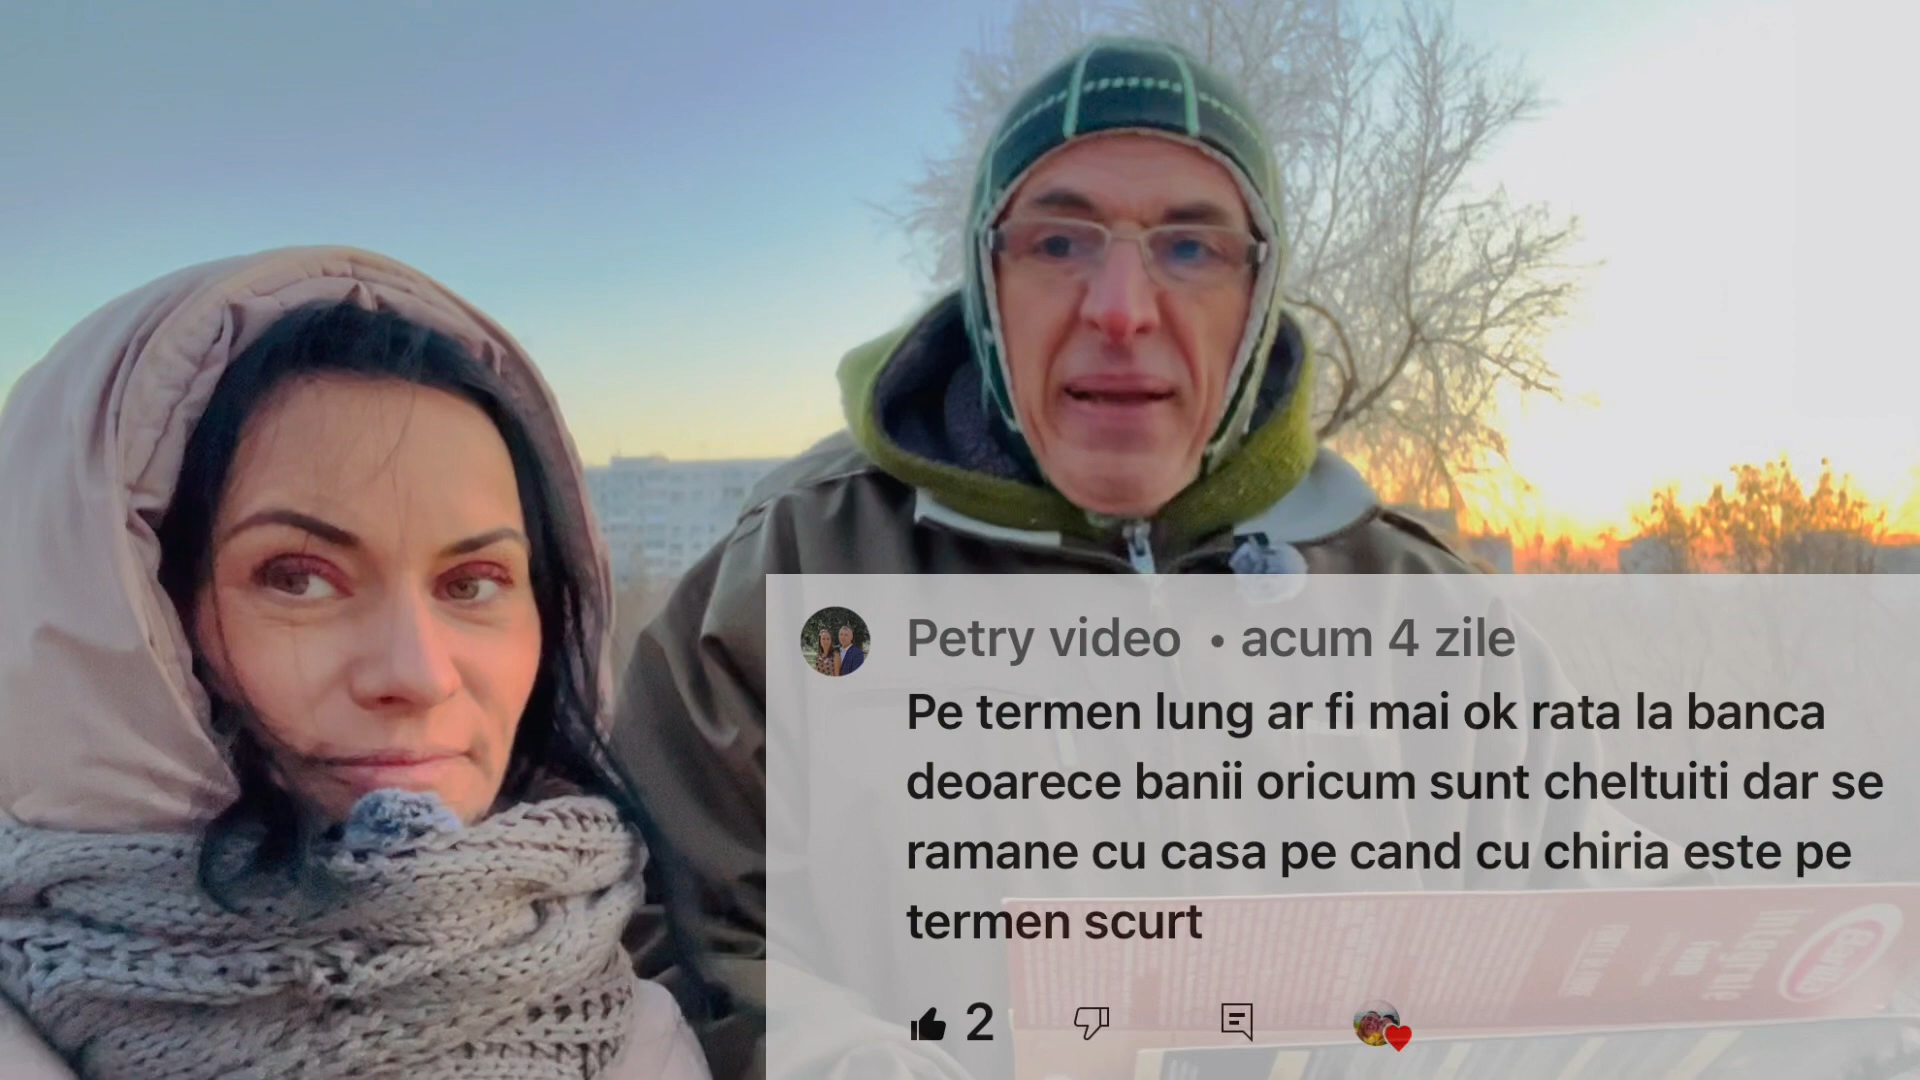 Petry video • acum 4 zile
Pe termen lung ar fi mai ok rata la banca
deoarece banii oricum sunt cheltuiti dar se
ramane cu casa pe cand cu chiria este pe
termen scurt
2